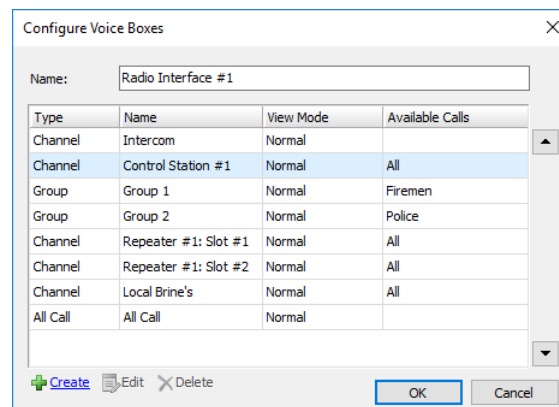 Configure Voice Boxes
Name: Radio Interface #1
Type Name View Mode Available Calls
Channel Intercom Normal
Channel Control Station #1 Normal All
Group Group 1 Normal Firemen
Group Group 2 Normal Police
Channel Repeater #1: Slot #1 Normal All
Channel Repeater #1: Slot #2 Normal All
Channel Local Brine's Normal All
All Call All Call Normal
Create Edit Delete OK Cancel